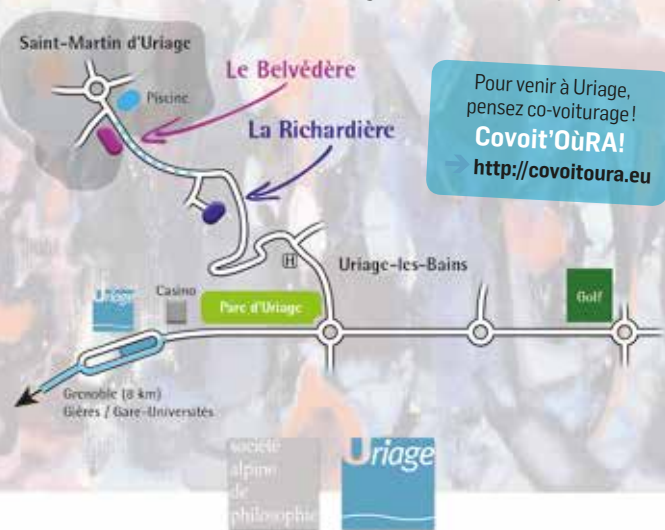 Saint-Martin d'Uriage
Piscine
Le Belvédère
La Richardière
Pour venir à Uriage,
pensez co-voiturage!
Covoit'OùRA!
→ http://covoitoura.eu
H
Uriage-les-Bains
Uriage
Casino
Parc d'Uriage
Golf
Grenoble (8 km)
Gières / Gare-Universités
société
alpine
de
philosophie
Uriage